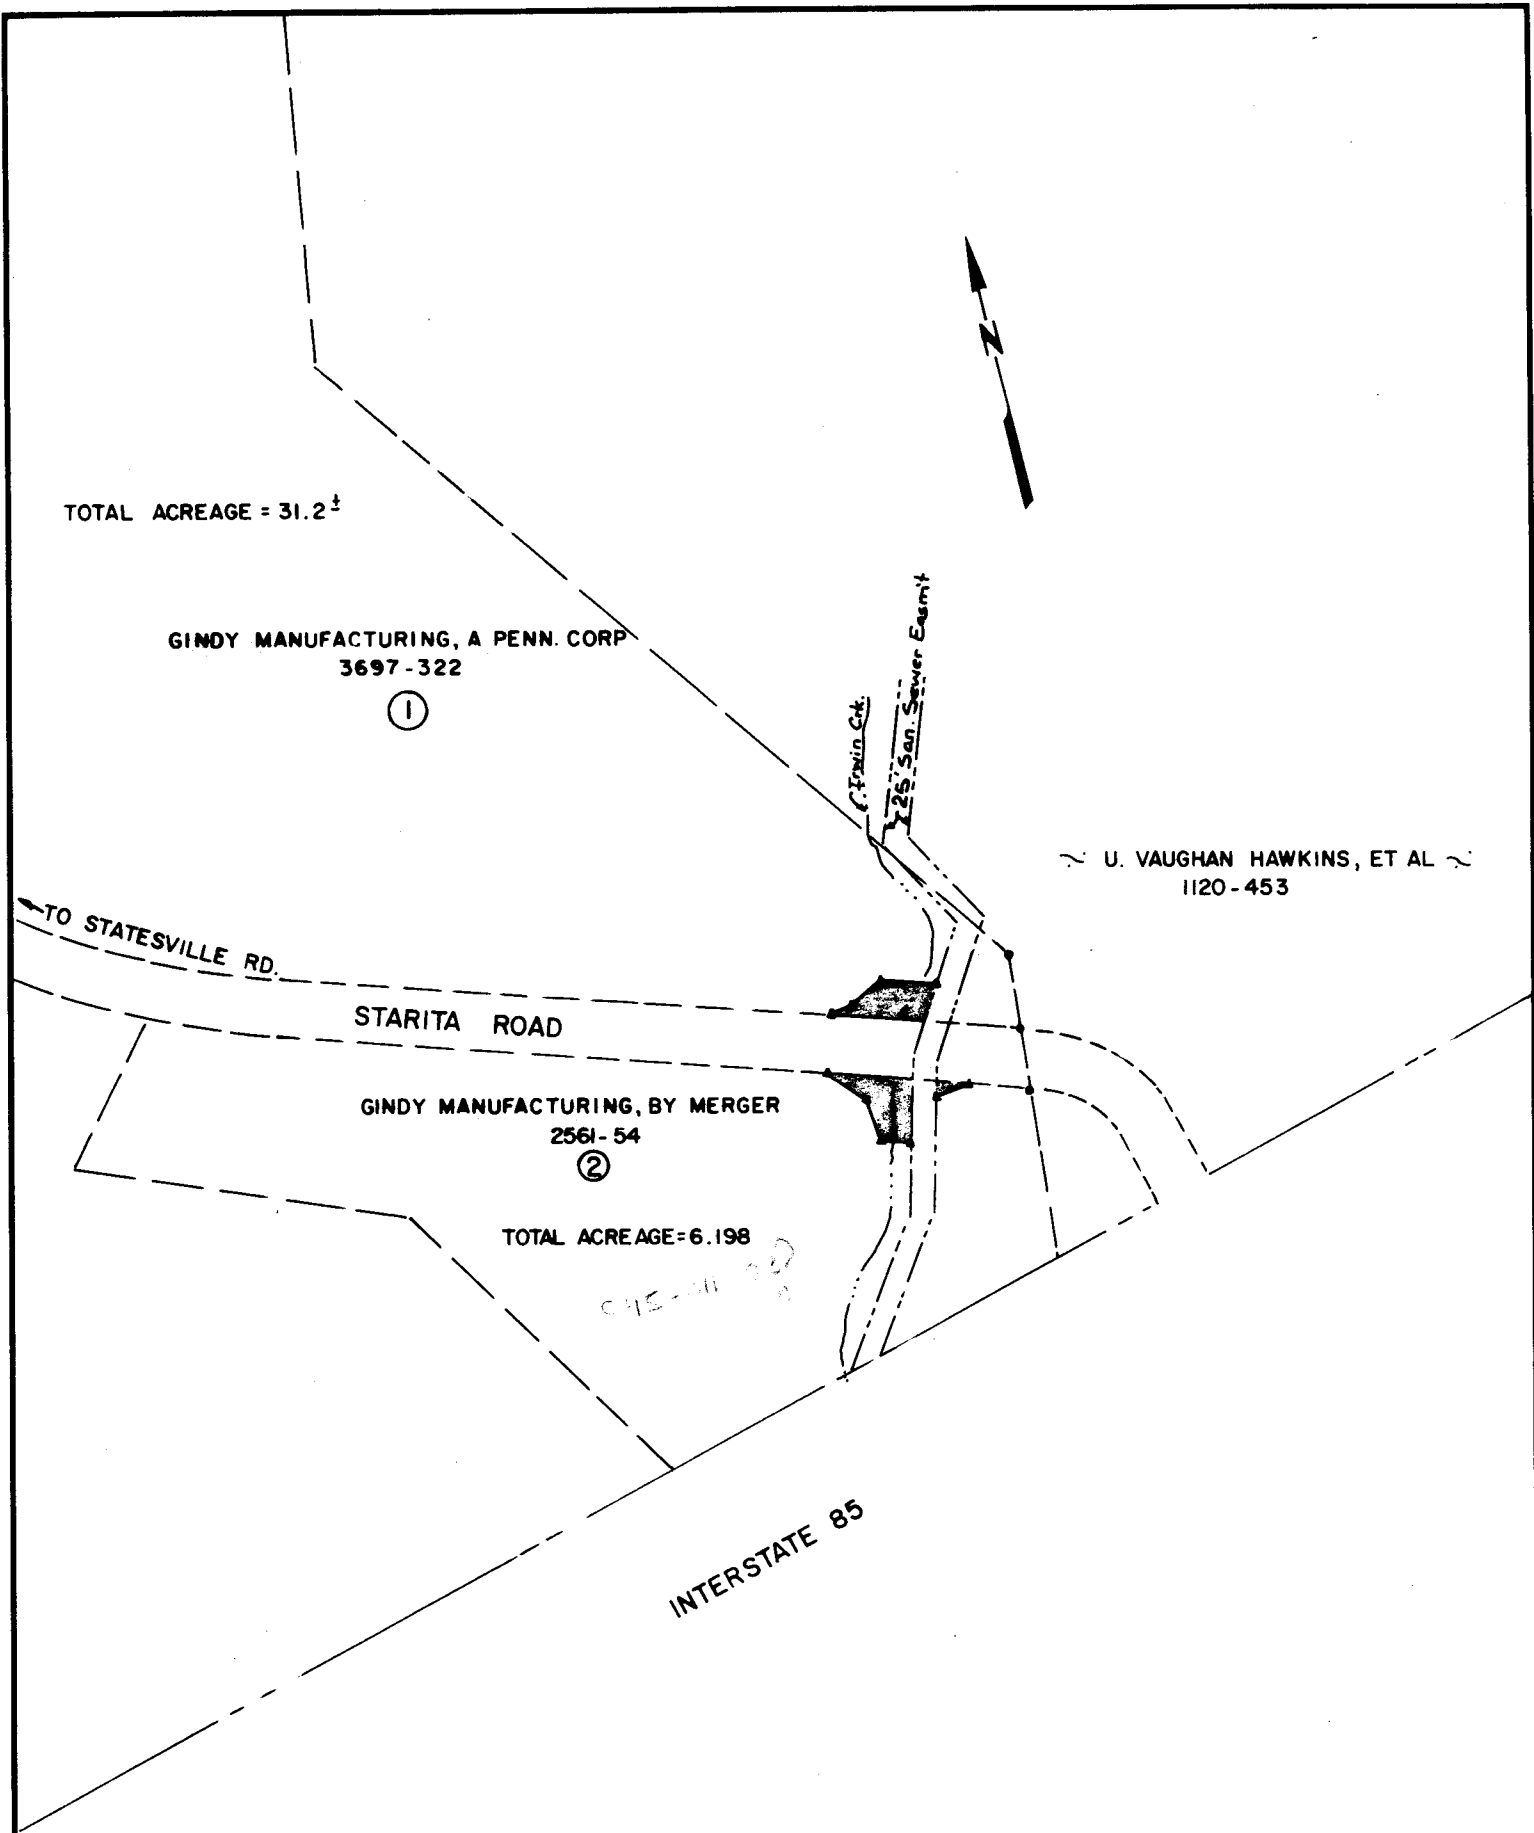 N
TOTAL ACREAGE = 31.2±
GINDY MANUFACTURING, A PENN. CORP
3697-322
1
₵ Irwin Crk.
25' San. Sewer Easm't
~ U. VAUGHAN HAWKINS, ET AL ~
1120-453
TO STATESVILLE RD.
STARITA ROAD
GINDY MANUFACTURING, BY MERGER
2561-54
2
TOTAL ACREAGE=6.198
INTERSTATE 85